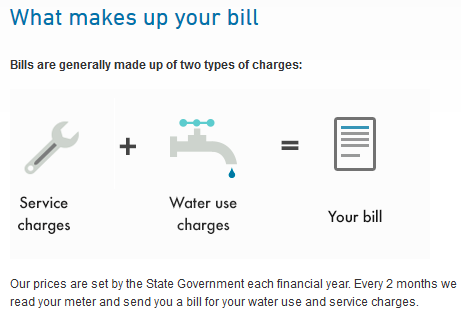 What makes up your bill
Bills are generally made up of two types of charges:
+
=
Service
charges
Water use
charges
Your bill
Our prices are set by the State Government each financial year. Every 2 months we
read your meter and send you a bill for your water use and service charges.